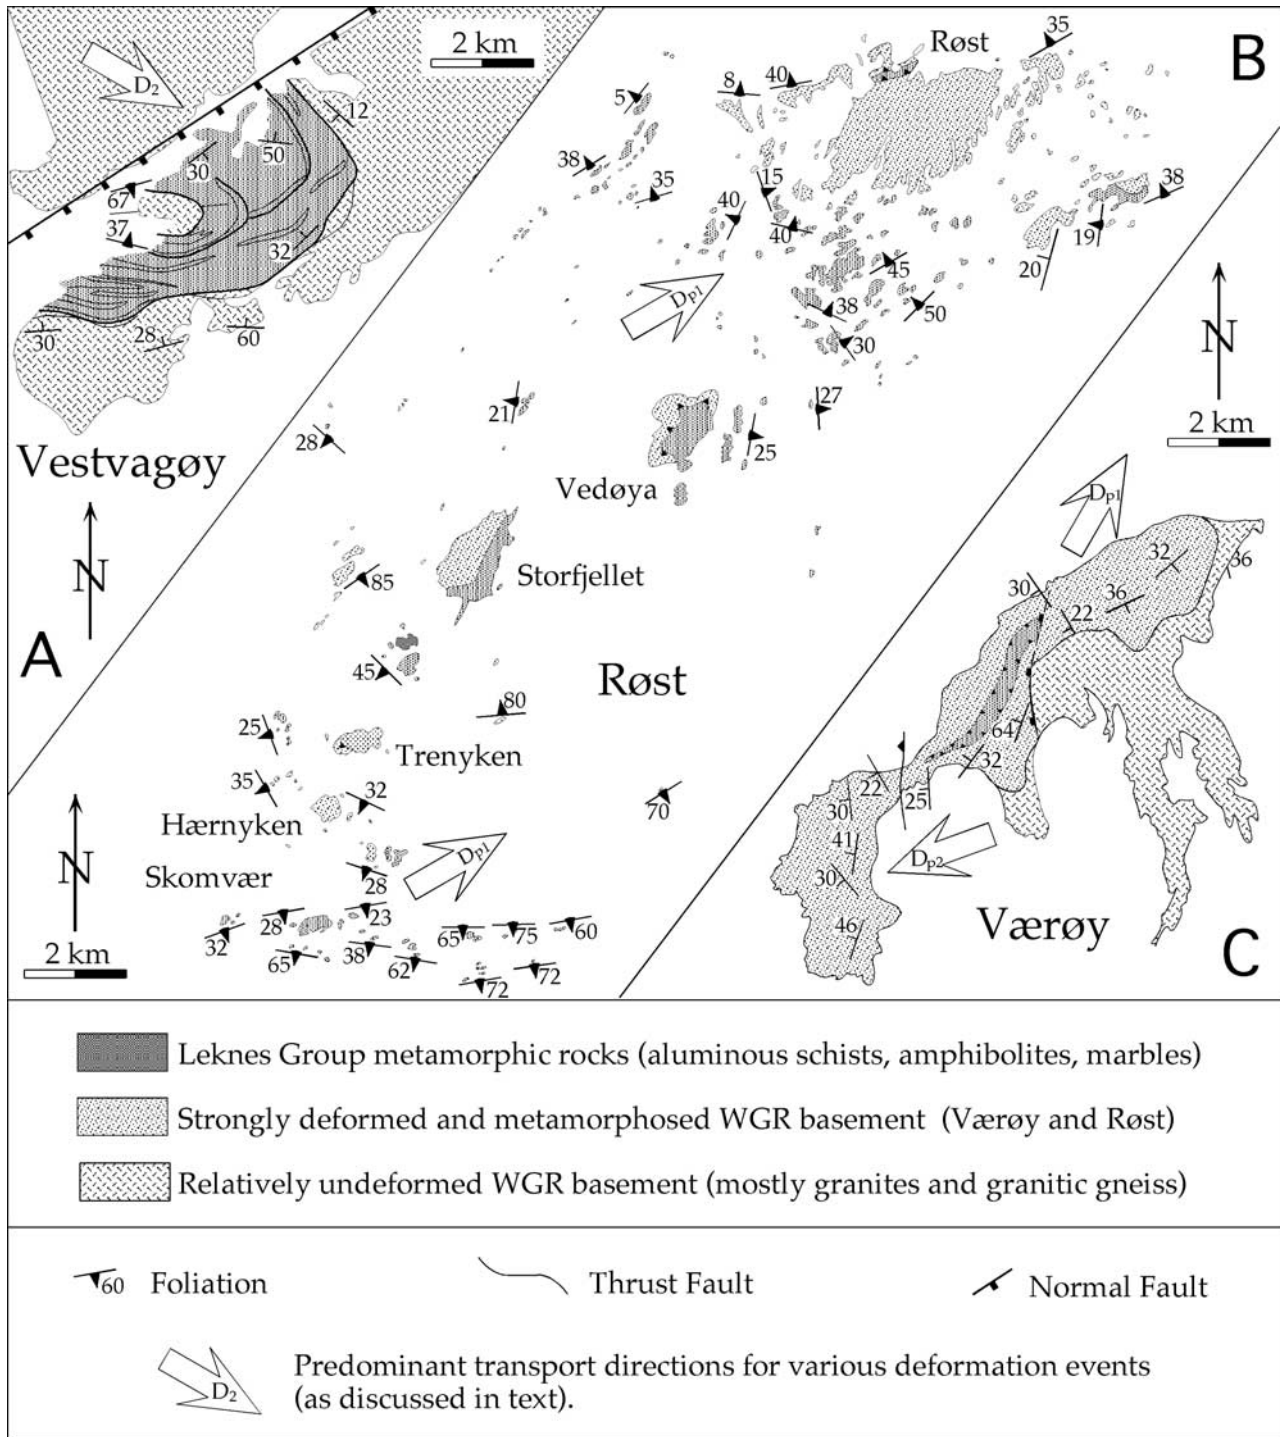 D₂
2 km
12
50
30
67
37
32
30
28
60
Vestvagøy
N
A
B
Røst
35
8
40
5
38
35
15
40
40
38
19
20
45
50
38
30
Dp1
21
28
27
25
Vedøya
Storfjellet
85
45
Røst
80
25
Trenyken
35
32
Hærnyken
70
Skomvær
28
Dp1
N
28
23
32
65
75
60
65
38
62
72
72
2 km
N
2 km
Dp1
36
32
30
36
22
64
32
22
25
30
41
Dp2
30
46
Værøy
C
Leknes Group metamorphic rocks (aluminous schists, amphibolites, marbles)
Strongly deformed and metamorphosed WGR basement (Værøy and Røst)
Relatively undeformed WGR basement (mostly granites and granitic gneiss)
60 Foliation
Thrust Fault
Normal Fault
D₂
Predominant transport directions for various deformation events
(as discussed in text).